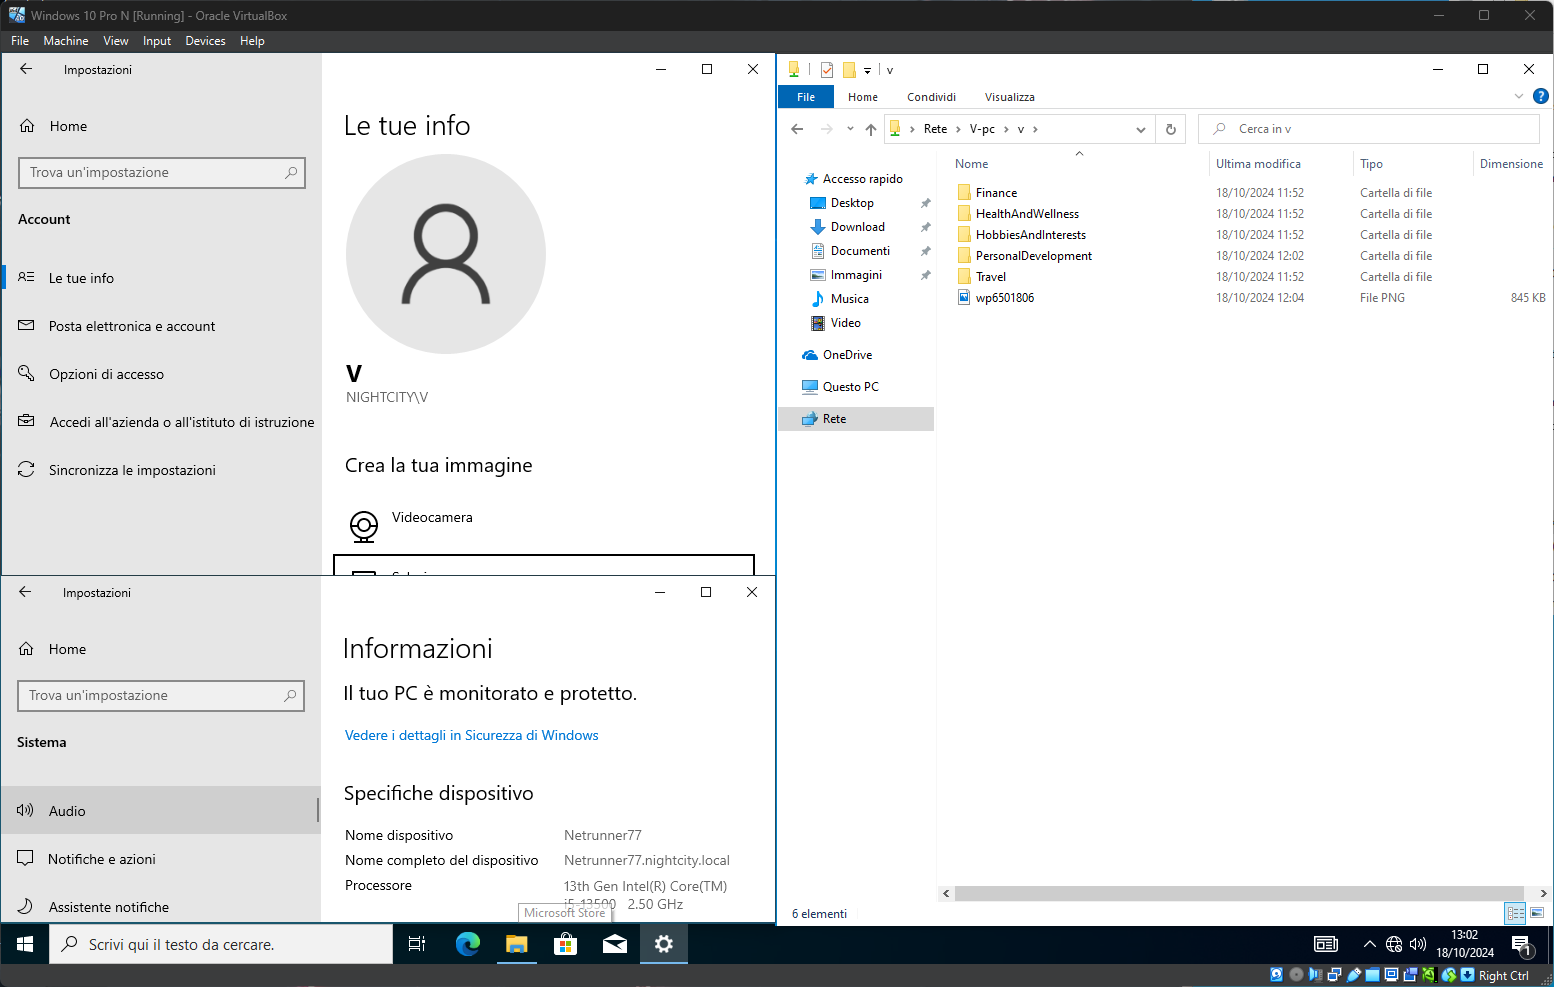 Windows 10 Pro N [Running] - Oracle VirtualBox
File Machine View Input Devices Help
Impostazioni
Home
Trova un'impostazione
Account
Le tue info
Posta elettronica e account
Opzioni di accesso
Accedi all'azienda o all'istituto di istruzione
Sincronizza le impostazioni
Le tue info
V
NIGHTCITY\V
Crea la tua immagine
Videocamera
Impostazioni
Home
Trova un'impostazione
Sistema
Audio
Notifiche e azioni
Assistente notifiche
Informazioni
Il tuo PC è monitorato e protetto.
Vedere i dettagli in Sicurezza di Windows
Specifiche dispositivo
Nome dispositivo Netrunner77
Nome completo del dispositivo Netrunner77.nightcity.local
Processore 13th Gen Intel(R) Core(TM)
i5-13500 2.50 GHz
Microsoft Store
v
File Home Condividi Visualizza
Rete V-pc v
Cerca in v
Accesso rapido
Desktop
Download
Documenti
Immagini
Musica
Video
OneDrive
Questo PC
Rete
Nome Ultima modifica Tipo Dimensione
Finance 18/10/2024 11:52 Cartella di file
HealthAndWellness 18/10/2024 11:52 Cartella di file
HobbiesAndInterests 18/10/2024 11:52 Cartella di file
PersonalDevelopment 18/10/2024 12:02 Cartella di file
Travel 18/10/2024 11:52 Cartella di file
wp6501806 18/10/2024 12:04 File PNG 845 KB
6 elementi
Scrivi qui il testo da cercare.
13:02
18/10/2024
1
Right Ctrl